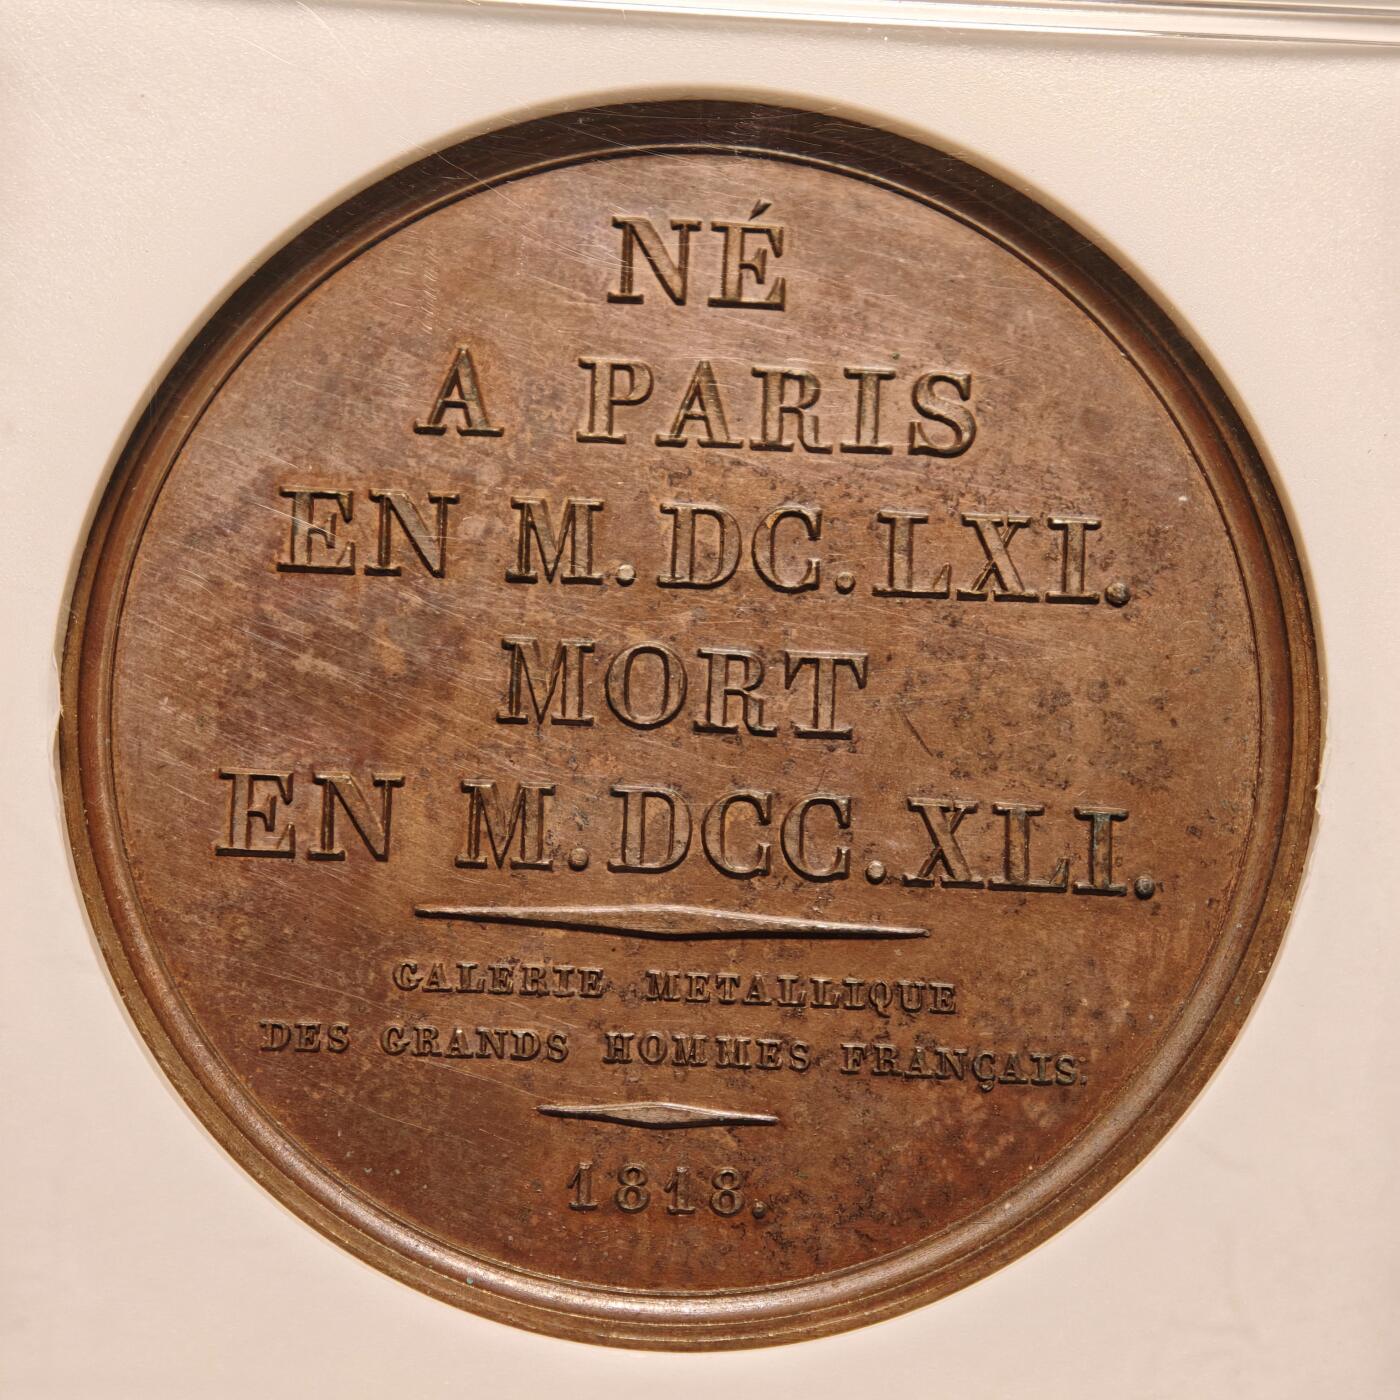 NÉ
A PARIS
EN M. DC. LXI.
MORT
EN M. DCC. XLI.
GALERIE METALLIQUE
DES GRANDS HOMMES FRANÇAIS.
1818.